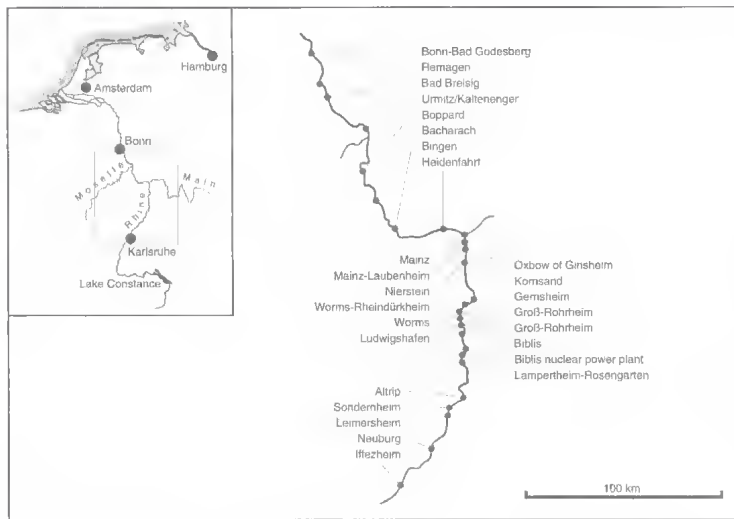 Hamburg
Amsterdam
Bonn
Moselle
Main
Rhine
Karlsruhe
Lake Constance
Bonn-Bad Godesberg
Remagen
Bad Breisig
Urmitz/Kaltenenger
Boppard
Bacharach
Bingen
Heidenfahrt
Mainz
Mainz-Laubenheim
Nierstein
Worms-Rheindürkheim
Worms
Ludwigshafen
Oxbow of Ginsheim
Kornsand
Gernsheim
Groß-Rohrheim
Groß-Rohrheim
Biblis
Biblis nuclear power plant
Lampertheim-Rosengarten
Altrip
Sondernheim
Leimersheim
Neuburg
Iffezheim
100 km